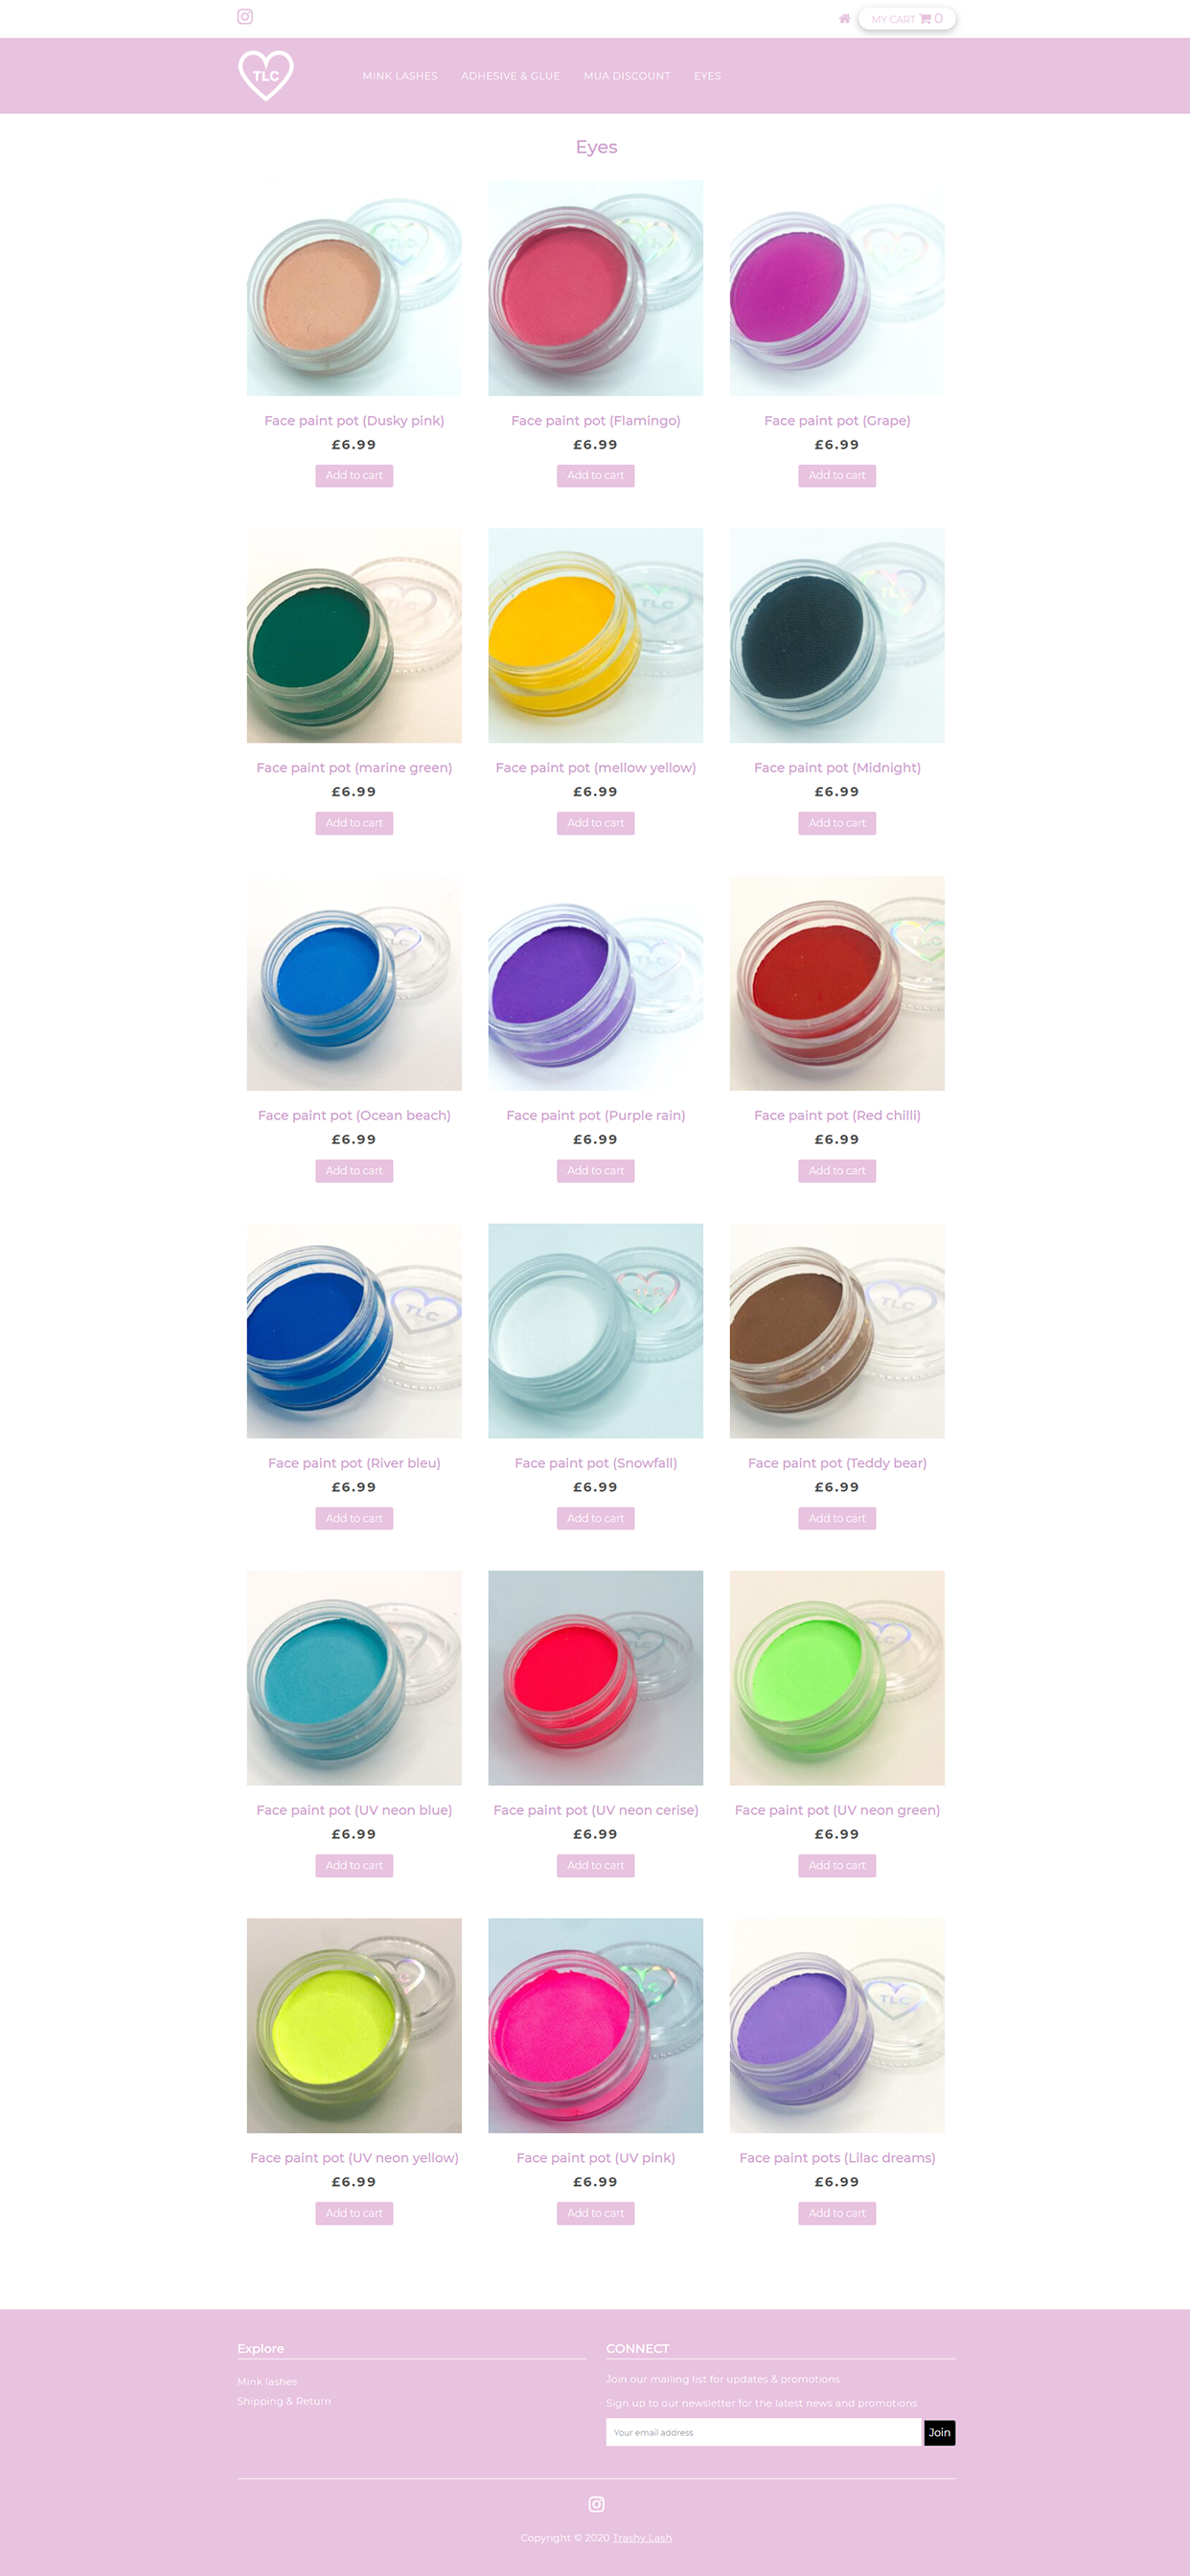 MY CART 0
TLC
MINK LASHES ADHESIVE & GLUE MUA DISCOUNT EYES
Eyes
Face paint pot (Dusky pink) Face paint pot (Flamingo) Face paint pot (Grape)
£6.99 £6.99 £6.99
Add to cart Add to cart Add to cart
TLC TLC
Face paint pot (marine green) Face paint pot (mellow yellow) Face paint pot (Midnight)
£6.99 £6.99 £6.99
Add to cart Add to cart Add to cart
TLC TLC TLC
Face paint pot (Ocean beach) Face paint pot (Purple rain) Face paint pot (Red chilli)
£6.99 £6.99 £6.99
Add to cart Add to cart Add to cart
TLC TLC TLC
Face paint pot (River bleu) Face paint pot (Snowfall) Face paint pot (Teddy bear)
£6.99 £6.99 £6.99
Add to cart Add to cart Add to cart
TLC
Face paint pot (UV neon blue) Face paint pot (UV neon cerise) Face paint pot (UV neon green)
£6.99 £6.99 £6.99
Add to cart Add to cart Add to cart
TLC TLC
Face paint pot (UV neon yellow) Face paint pot (UV pink) Face paint pots (Lilac dreams)
£6.99 £6.99 £6.99
Add to cart Add to cart Add to cart
Explore CONNECT
Mink lashes Join our mailing list for updates & promotions
Shipping & Return Sign up to our newsletter for the latest news and promotions
Your email address Join
Copyright © 2020 Trashy Lash